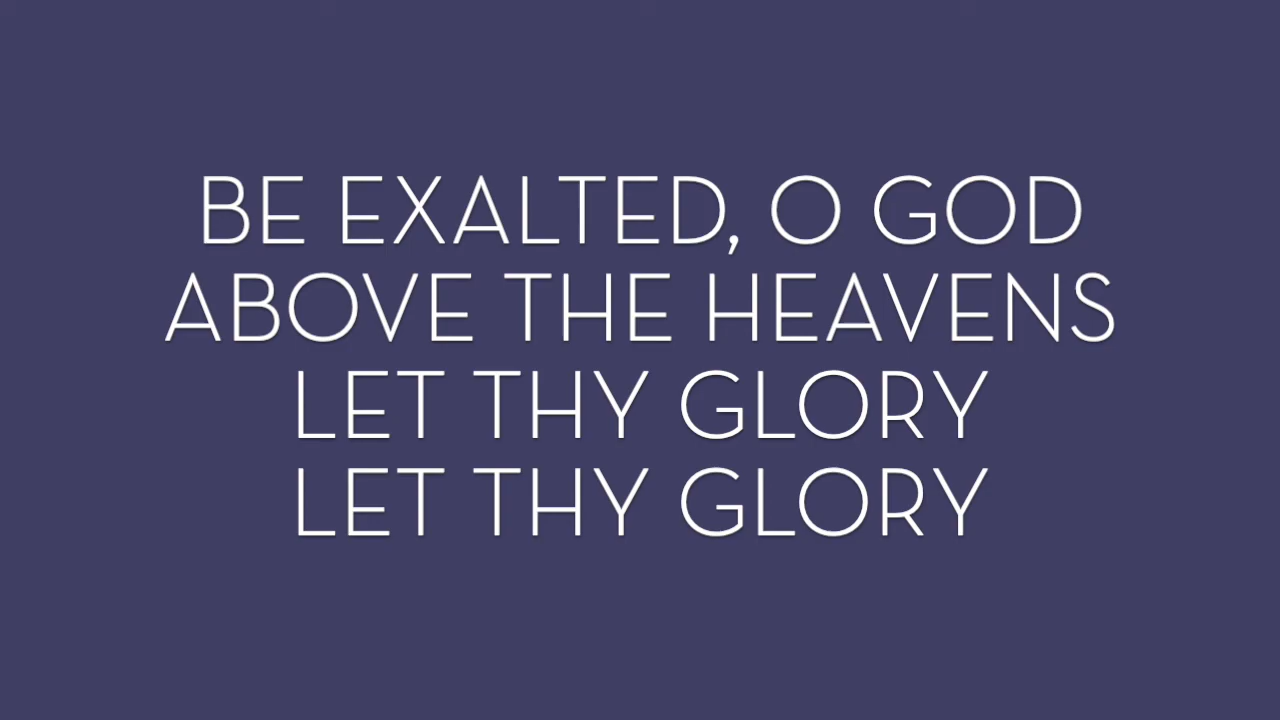 BE EXALTED, O GOD
ABOVE THE HEAVENS
LET THY GLORY
LET THY GLORY